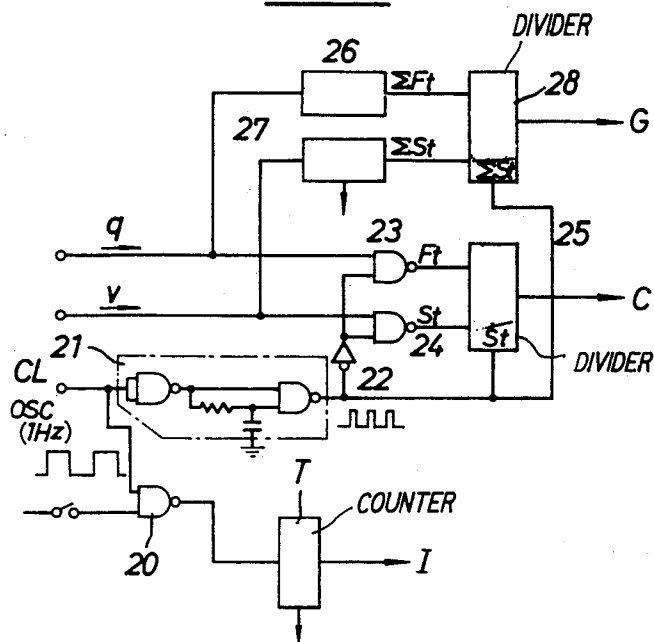 DIVIDER
26
ΣFt
28
G
27
ΣSt
ΣSt
q
23
25
Ft
v
C
St
24
St
21
CL
22
DIVIDER
OSC
(1Hz)
T
COUNTER
20
I